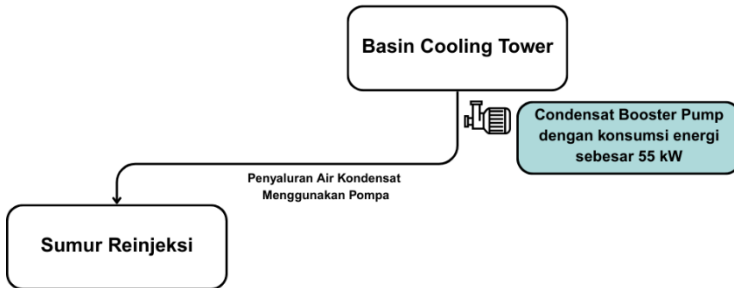 Basin Cooling Tower
Condensat Booster Pump
dengan konsumsi energi
sebesar 55 kW
Penyaluran Air Kondensat
Menggunakan Pompa
Sumur Reinjeksi